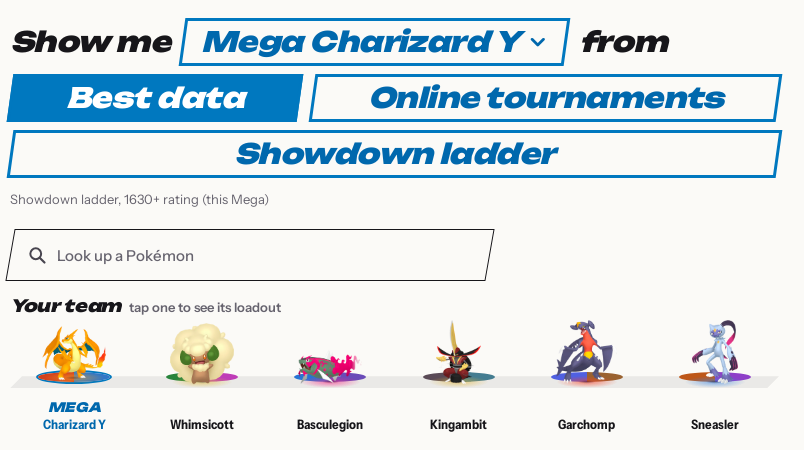 Show me Mega Charizard Y from
Best data Online tournaments
Showdown ladder
Showdown ladder, 1630+ rating (this Mega)
Look up a Pokémon
Your team tap one to see its loadout
MEGA
Charizard Y Whimsicott Basculegion Kingambit Garchomp Sneasler